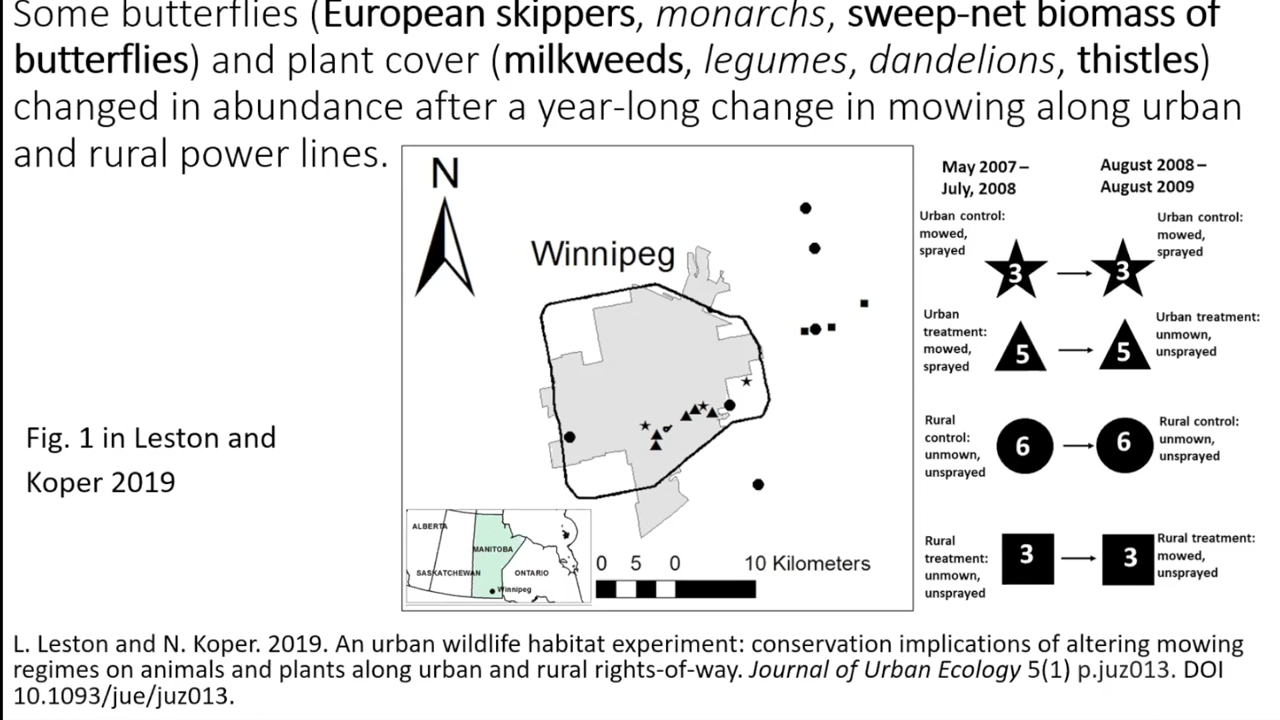 Some butterflies (European skippers, monarchs, sweep-net biomass of
butterflies) and plant cover (milkweeds, legumes, dandelions, thistles)
changed in abundance after a year-long change in mowing along urban
and rural power lines.
N
Winnipeg
ALBERTA
MANITOBA
SASKATCHEWAN
ONTARIO
Winnipeg
0 5 0 10 Kilometers
Fig. 1 in Leston and
Koper 2019
May 2007 –
July, 2008
August 2008 –
August 2009
Urban control:
mowed,
sprayed
3
3
Urban control:
mowed,
sprayed
Urban
treatment:
mowed,
sprayed
5
5
Urban treatment:
unmown,
unsprayed
Rural
control:
unmown,
unsprayed
6
6
Rural control:
unmown,
unsprayed
Rural
treatment:
unmown,
unsprayed
3
3
Rural treatment:
mowed,
unsprayed
L. Leston and N. Koper. 2019. An urban wildlife habitat experiment: conservation implications of altering mowing
regimes on animals and plants along urban and rural rights-of-way. Journal of Urban Ecology 5(1) p.juz013. DOI
10.1093/jue/juz013.